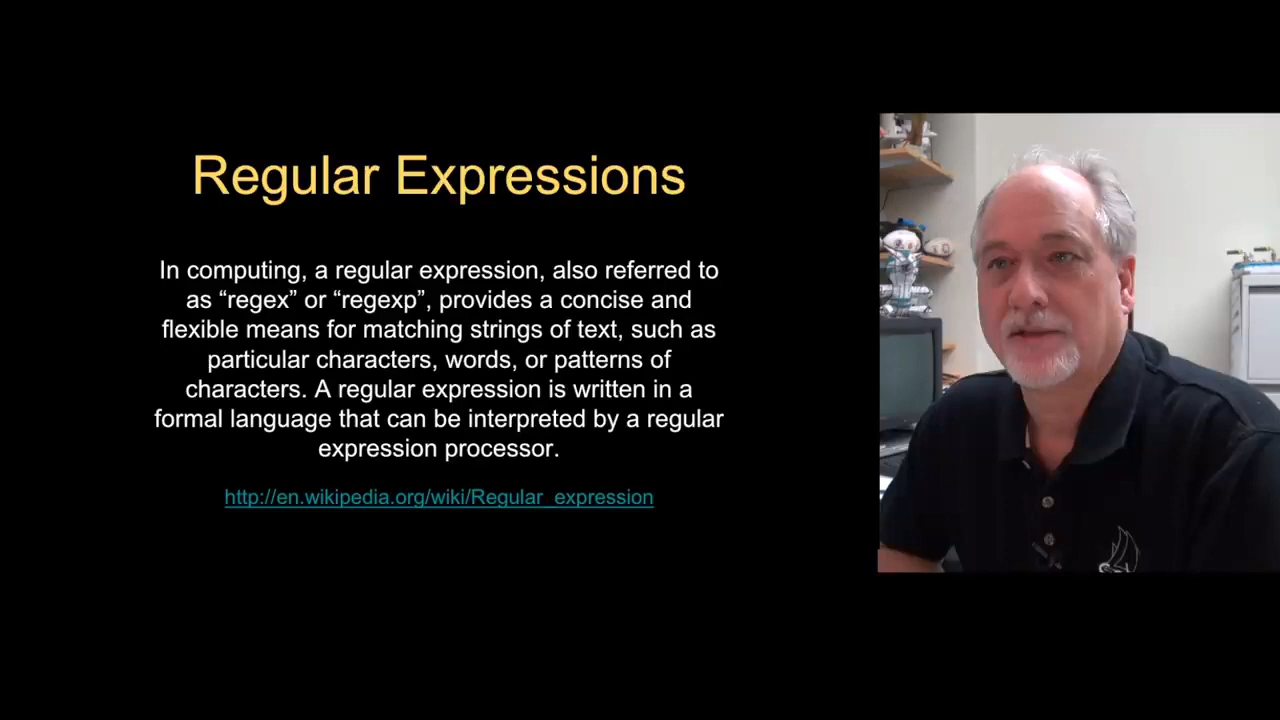 Regular Expressions
In computing, a regular expression, also referred to
as “regex” or “regexp”, provides a concise and
flexible means for matching strings of text, such as
particular characters, words, or patterns of
characters. A regular expression is written in a
formal language that can be interpreted by a regular
expression processor.
http://en.wikipedia.org/wiki/Regular_expression